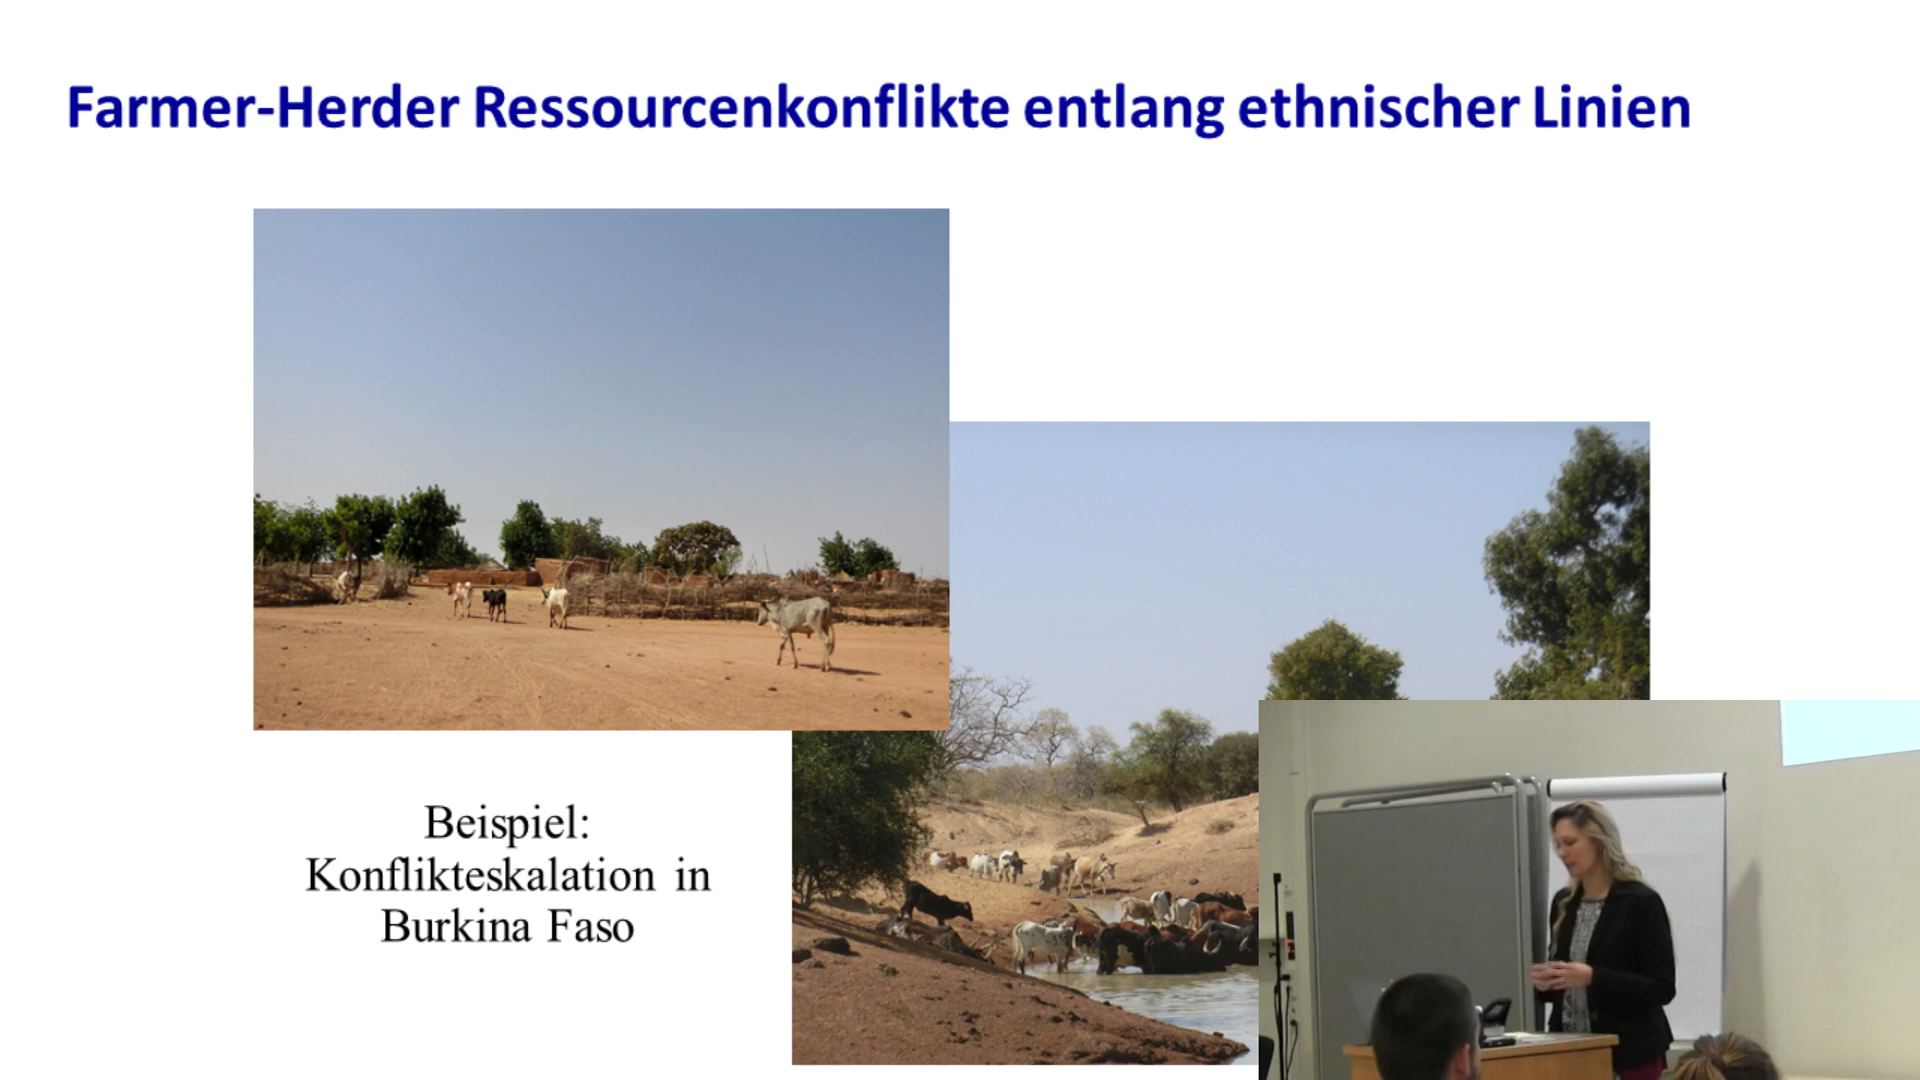 Farmer-Herder Ressourcenkonflikte entlang ethnischer Linien
Beispiel:
Konflikteskalation in
Burkina Faso